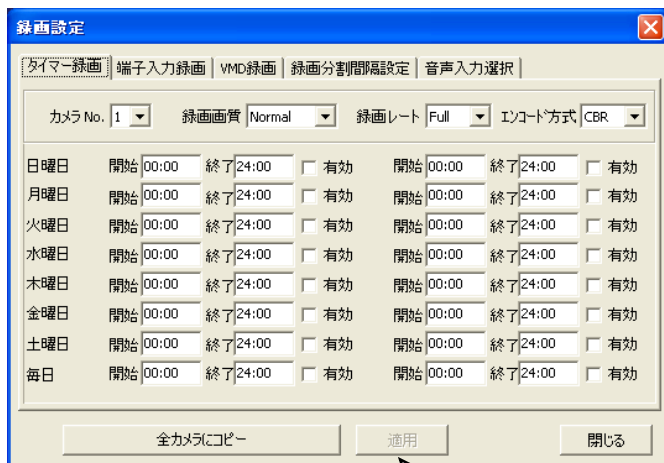 録画設定
タイマー録画 端子入力録画 VMD録画 録画分割間隔設定 音声入力選択
カメラ No. 1 録画画質 Normal 録画レート Full エンコード方式 CBR
日曜日 開始 00:00 終了 24:00 有効 開始 00:00 終了 24:00 有効
月曜日 開始 00:00 終了 24:00 有効 開始 00:00 終了 24:00 有効
火曜日 開始 00:00 終了 24:00 有効 開始 00:00 終了 24:00 有効
水曜日 開始 00:00 終了 24:00 有効 開始 00:00 終了 24:00 有効
木曜日 開始 00:00 終了 24:00 有効 開始 00:00 終了 24:00 有効
金曜日 開始 00:00 終了 24:00 有効 開始 00:00 終了 24:00 有効
土曜日 開始 00:00 終了 24:00 有効 開始 00:00 終了 24:00 有効
毎日 開始 00:00 終了 24:00 有効 開始 00:00 終了 24:00 有効
全カメラにコピー 適用 閉じる